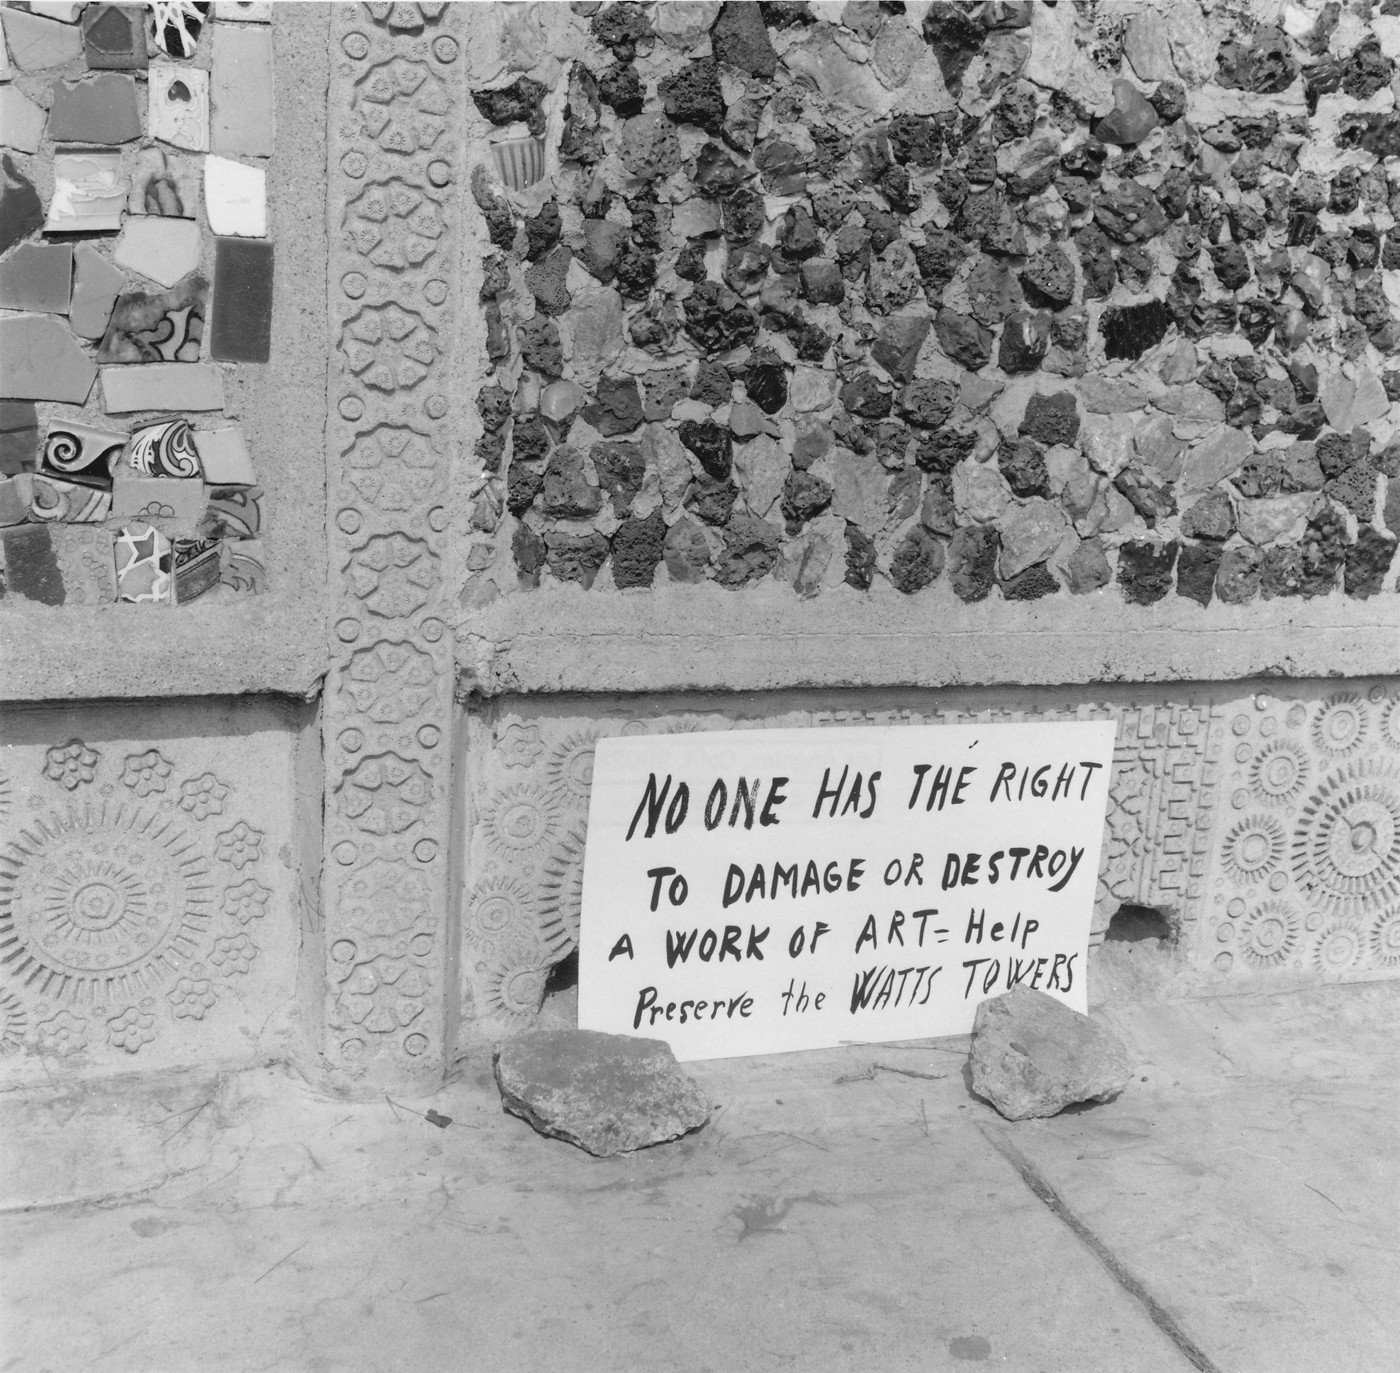 NO ONE HAS THE RIGHT
TO DAMAGE OR DESTROY
A WORK OF ART= Help
Preserve the WATTS TOWERS